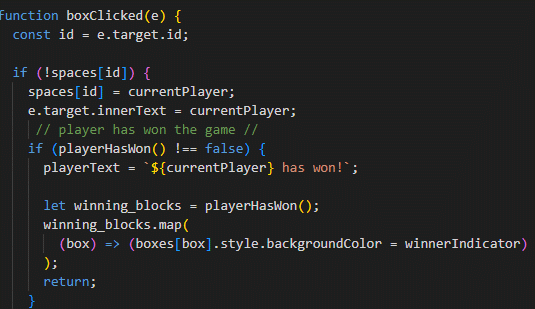 function boxClicked(e) {
const id = e.target.id;
if (!spaces[id]) {
spaces[id] = currentPlayer;
e.target.innerText = currentPlayer;
// player has won the game //
if (playerHasWon() !== false) {
playerText = `${currentPlayer} has won!`;
let winning_blocks = playerHasWon();
winning_blocks.map(
(box) => (boxes[box].style.backgroundColor = winnerIndicator)
);
return;
}